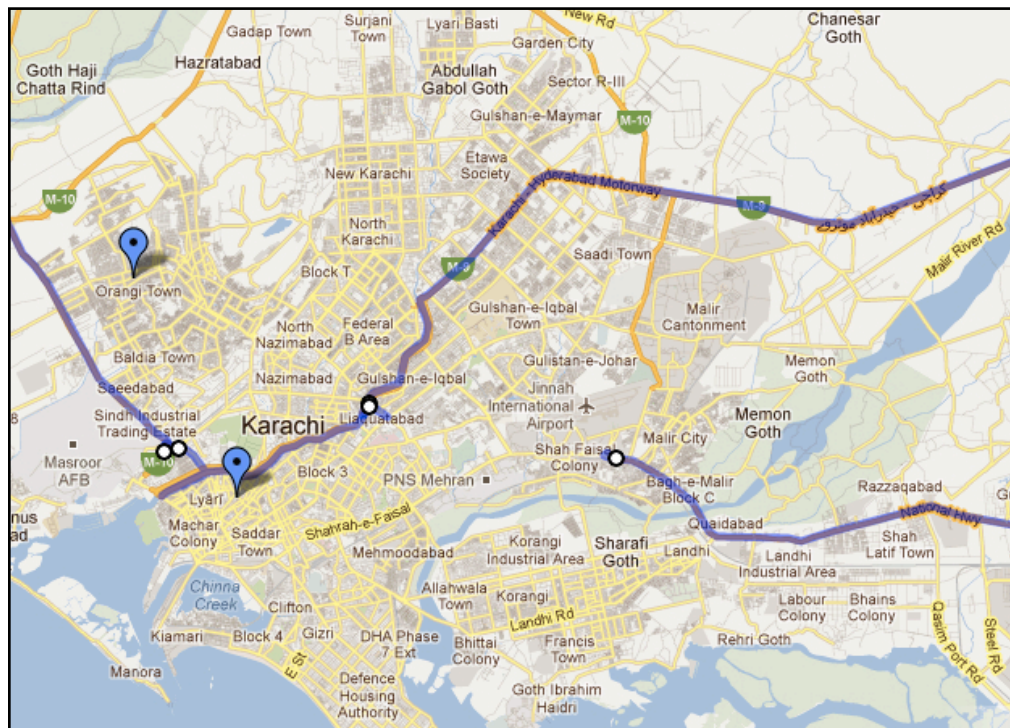 Chanesar
Goth
New Rd
Surjani
Town
Lyari Basti
Gadap Town
Garden City
Hazratabad
Goth Haji
Chatta Rind
Abdullah
Gabol Goth
Sector R-III
Gulshan-e-Maymar
M-10
Etawa
Society
New Karachi
Karachi - Hyderabad Motorway
M-10
M-9
کراچی - حیدرآباد موٹروے
North
Karachi
Malir River Rd
Saadi Town
Block T
M-9
Orangi Town
Gulshan-e-Iqbal
Town
Malir
Cantonment
North
Nazimabad
Federal
B Area
Baldia Town
Gulistan-e-Johar
Memon
Goth
Nazimabad
Gulshan-e-Iqbal
Saeedabad
Jinnah
International
Airport
8
Sindh Industrial
Trading Estate
Karachi
Liaquatabad
Memon
Goth
Malir City
Masroor
AFB
M-10
Block 3
Shah Faisal
Colony
PNS Mehran
Bagh-e-Malir
Block C
Razzaqabad
Lyari
National Hwy
Machar
Colony
Saddar
Town
Shahrah-e-Faisal
Quaidabad
Korangi
Industrial Area
Sharafi
Goth
Landhi
Shah
Latif Town
Mehmoodabad
Landhi
Industrial Area
Chinna
Creek
Allahwala
Town
Korangi
Labour
Colony
Bhains
Colony
Clifton
Landhi Rd
Kiamari
Block 4
Gizri
DHA Phase
7 Ext
Bhittai
Colony
Francis
Town
Rehri Goth
Qasim Port Rd
Steel Rd
Manora
E St
Defence
Housing
Authority
Goth Ibrahim
Haidri